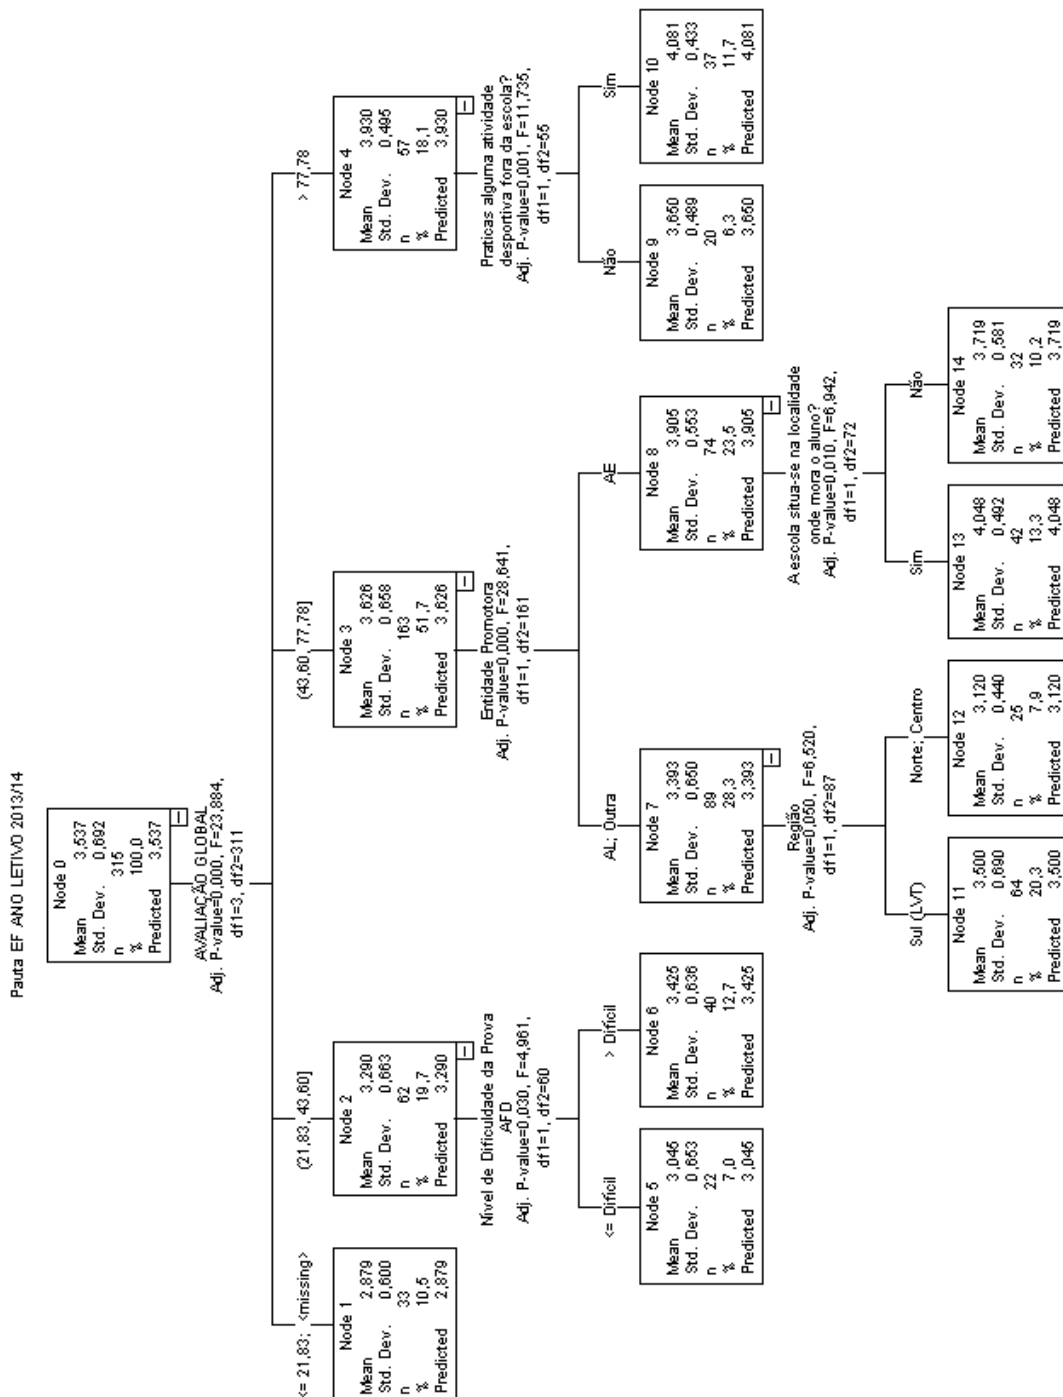 Pauta EF ANO LETIVO 2013/14
Node 0
Mean 3,537
Std. Dev. 0,692
n 315
% 100,0
Predicted 3,537
AVALIAÇÃO GLOBAL
Adj. P-value=0,000, F=23,884,
df1=3, df2=311
<= 21,83; <missing>
Node 1
Mean 2,879
Std. Dev. 0,600
n 33
% 10,5
Predicted 2,879
(21,83, 43,60]
Node 2
Mean 3,290
Std. Dev. 0,663
n 62
% 19,7
Predicted 3,290
Nível de Dificuldade da Prova
AFD
Adj. P-value=0,030, F=4,961,
df1=1, df2=60
(43,60, 77,78]
Node 3
Mean 3,626
Std. Dev. 0,658
n 163
% 51,7
Predicted 3,626
Entidade Promotora
Adj. P-value=0,000, F=28,641,
df1=1, df2=161
> 77,78
Node 4
Mean 3,930
Std. Dev. 0,495
n 57
% 18,1
Predicted 3,930
Praticas alguma atividade
desportiva fora da escola?
Adj. P-value=0,001, F=11,735,
df1=1, df2=55
<= Difícil
Node 5
Mean 3,045
Std. Dev. 0,653
n 22
% 7,0
Predicted 3,045
> Difícil
Node 6
Mean 3,425
Std. Dev. 0,636
n 40
% 12,7
Predicted 3,425
AL; Outra
Node 7
Mean 3,393
Std. Dev. 0,650
n 89
% 28,3
Predicted 3,393
Região
Adj. P-value=0,050, F=6,520,
df1=1, df2=87
AE
Node 8
Mean 3,905
Std. Dev. 0,553
n 74
% 23,5
Predicted 3,905
A escola situa-se na localidade
onde mora o aluno?
Adj. P-value=0,010, F=6,942,
df1=1, df2=72
Não
Node 9
Mean 3,650
Std. Dev. 0,489
n 20
% 6,3
Predicted 3,650
Sim
Node 10
Mean 4,081
Std. Dev. 0,433
n 37
% 11,7
Predicted 4,081
Sul (LVT)
Node 11
Mean 3,500
Std. Dev. 0,690
n 64
% 20,3
Predicted 3,500
Norte; Centro
Node 12
Mean 3,120
Std. Dev. 0,440
n 25
% 7,9
Predicted 3,120
Sim
Node 13
Mean 4,048
Std. Dev. 0,492
n 42
% 13,3
Predicted 4,048
Não
Node 14
Mean 3,719
Std. Dev. 0,581
n 32
% 10,2
Predicted 3,719